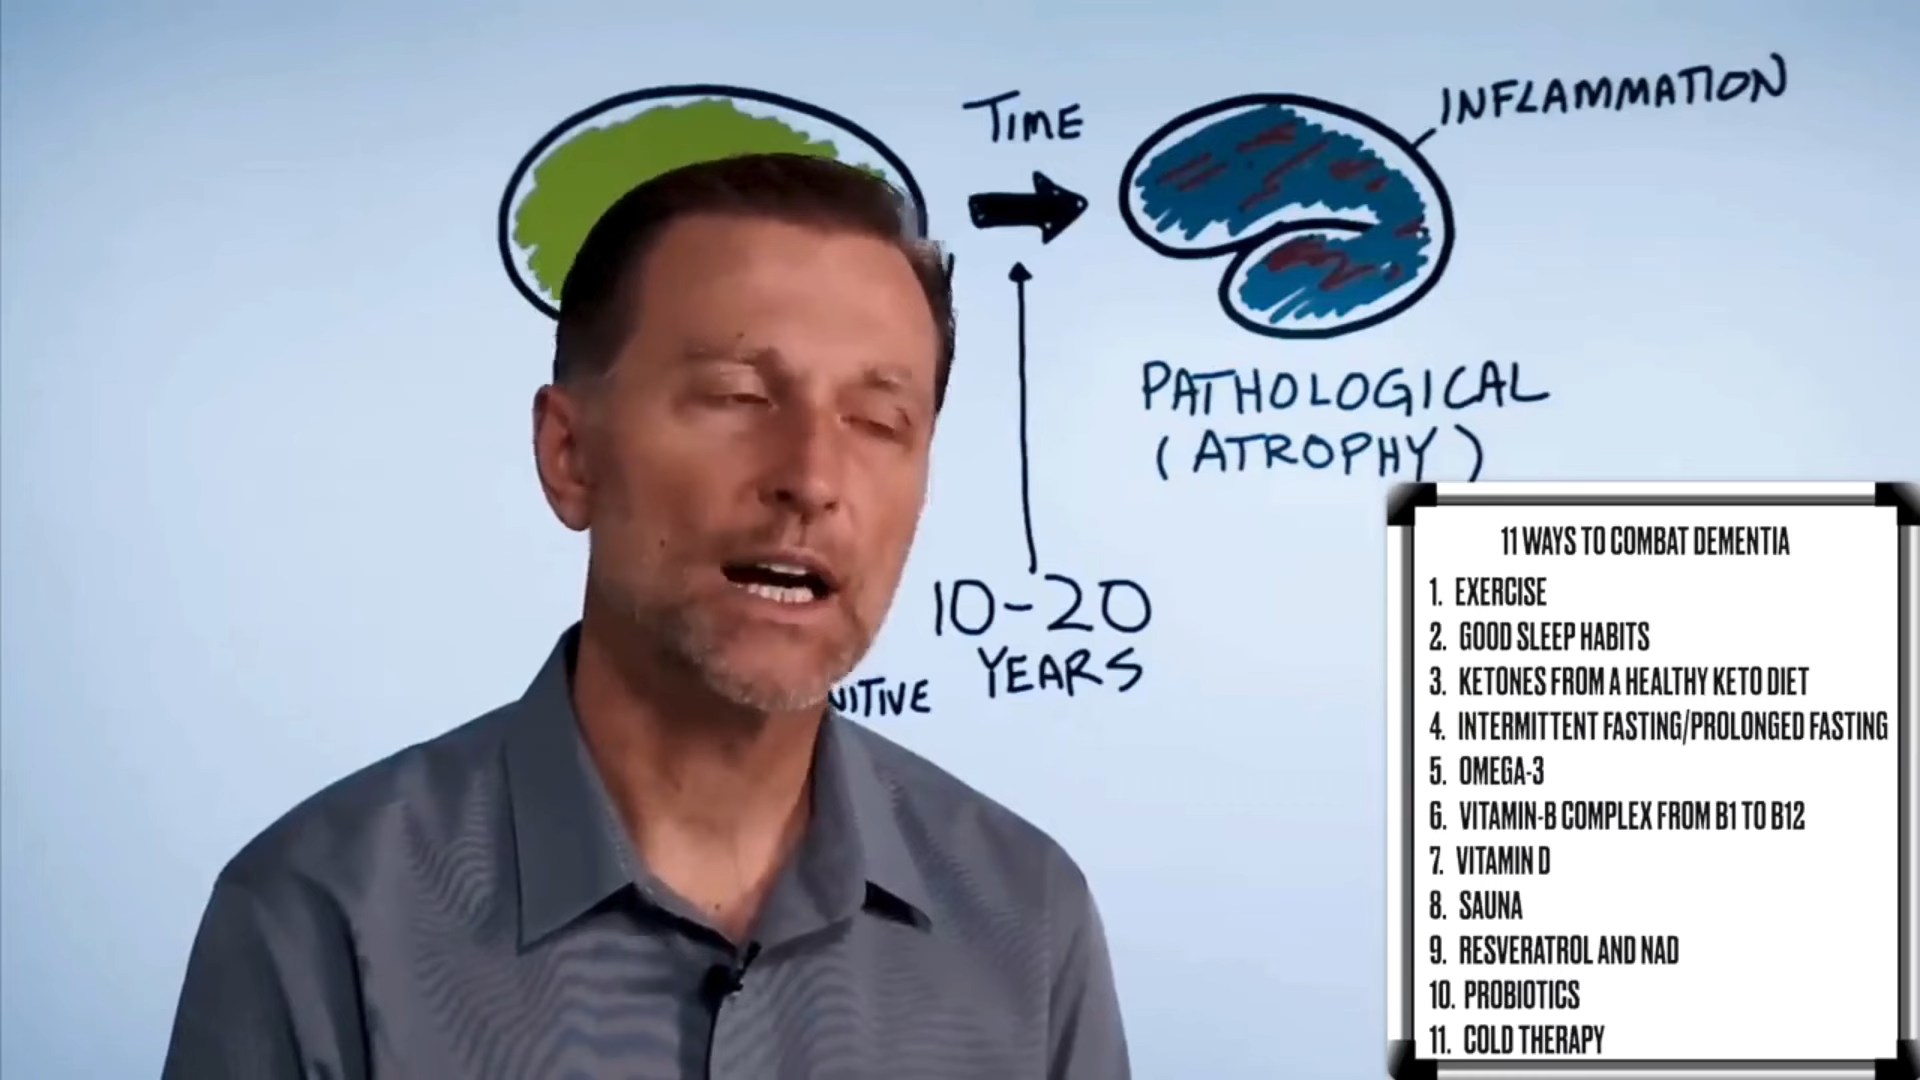 TIME
INFLAMMATION
PATHOLOGICAL
(ATROPHY)
10-20
YEARS
11 WAYS TO COMBAT DEMENTIA
1. EXERCISE
2. GOOD SLEEP HABITS
3. KETONES FROM A HEALTHY KETO DIET
4. INTERMITTENT FASTING/PROLONGED FASTING
5. OMEGA-3
6. VITAMIN-B COMPLEX FROM B1 TO B12
7. VITAMIN D
8. SAUNA
9. RESVERATROL AND NAD
10. PROBIOTICS
11. COLD THERAPY